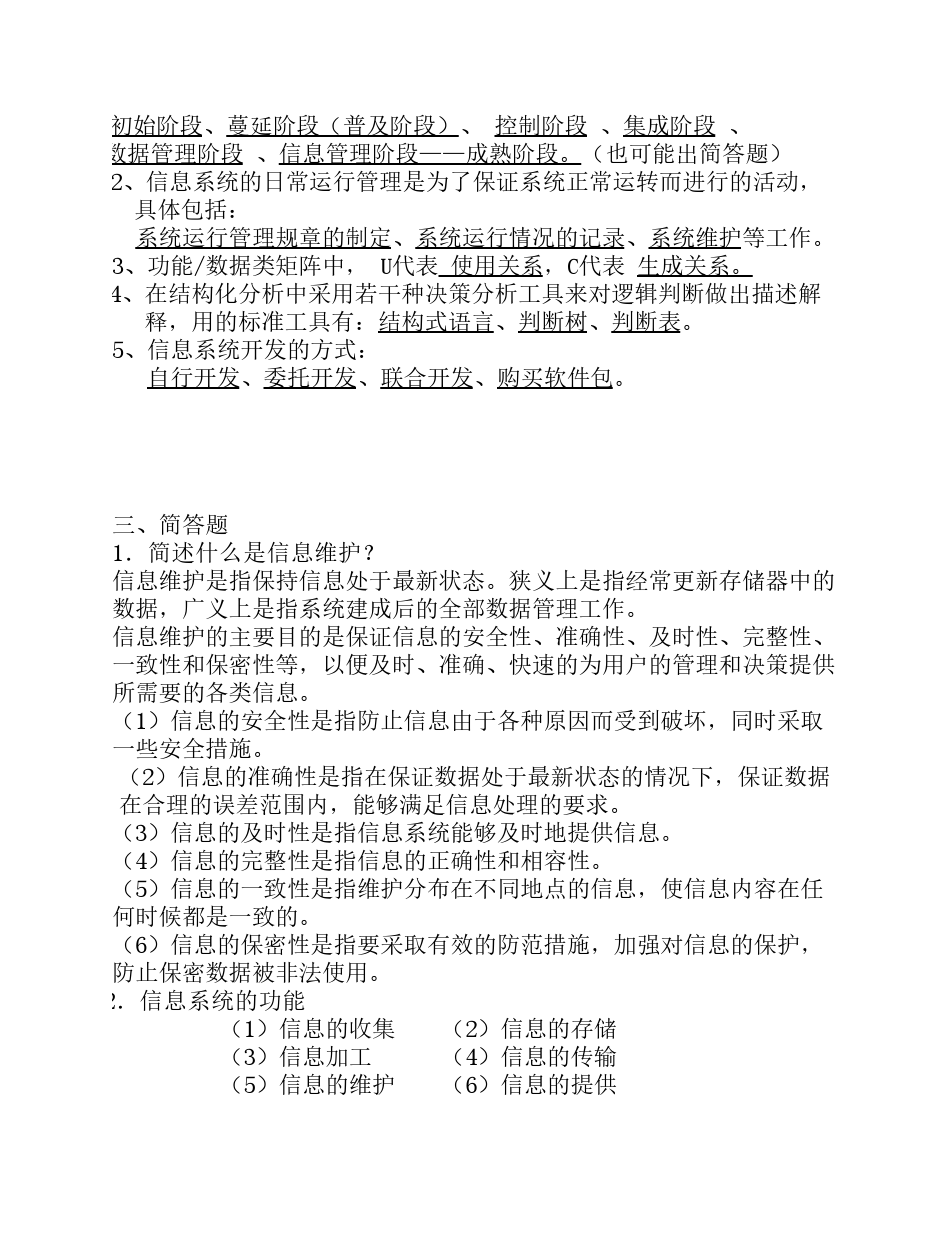 初始阶段、蔓延阶段（普及阶段）、 控制阶段 、集成阶段 、
数据管理阶段 、信息管理阶段——成熟阶段。（也可能出简答题）
2、信息系统的日常运行管理是为了保证系统正常运转而进行的活动，
具体包括：
系统运行管理规章的制定、系统运行情况的记录、系统维护等工作。
3、功能/数据类矩阵中， U代表 使用关系，C代表 生成关系。
4、在结构化分析中采用若干种决策分析工具来对逻辑判断做出描述解
释，用的标准工具有：结构式语言、判断树、判断表。
5、信息系统开发的方式：
自行开发、委托开发、联合开发、购买软件包。
三、简答题
1．简述什么是信息维护？
信息维护是指保持信息处于最新状态。狭义上是指经常更新存储器中的
数据，广义上是指系统建成后的全部数据管理工作。
信息维护的主要目的是保证信息的安全性、准确性、及时性、完整性、
一致性和保密性等，以便及时、准确、快速的为用户的管理和决策提供
所需要的各类信息。
（1）信息的安全性是指防止信息由于各种原因而受到破坏，同时采取
一些安全措施。
（2）信息的准确性是指在保证数据处于最新状态的情况下，保证数据
在合理的误差范围内，能够满足信息处理的要求。
（3）信息的及时性是指信息系统能够及时地提供信息。
（4）信息的完整性是指信息的正确性和相容性。
（5）信息的一致性是指维护分布在不同地点的信息，使信息内容在任
何时候都是一致的。
（6）信息的保密性是指要采取有效的防范措施，加强对信息的保护，
防止保密数据被非法使用。
2．信息系统的功能
（1）信息的收集 （2）信息的存储
（3）信息加工 （4）信息的传输
（5）信息的维护 （6）信息的提供